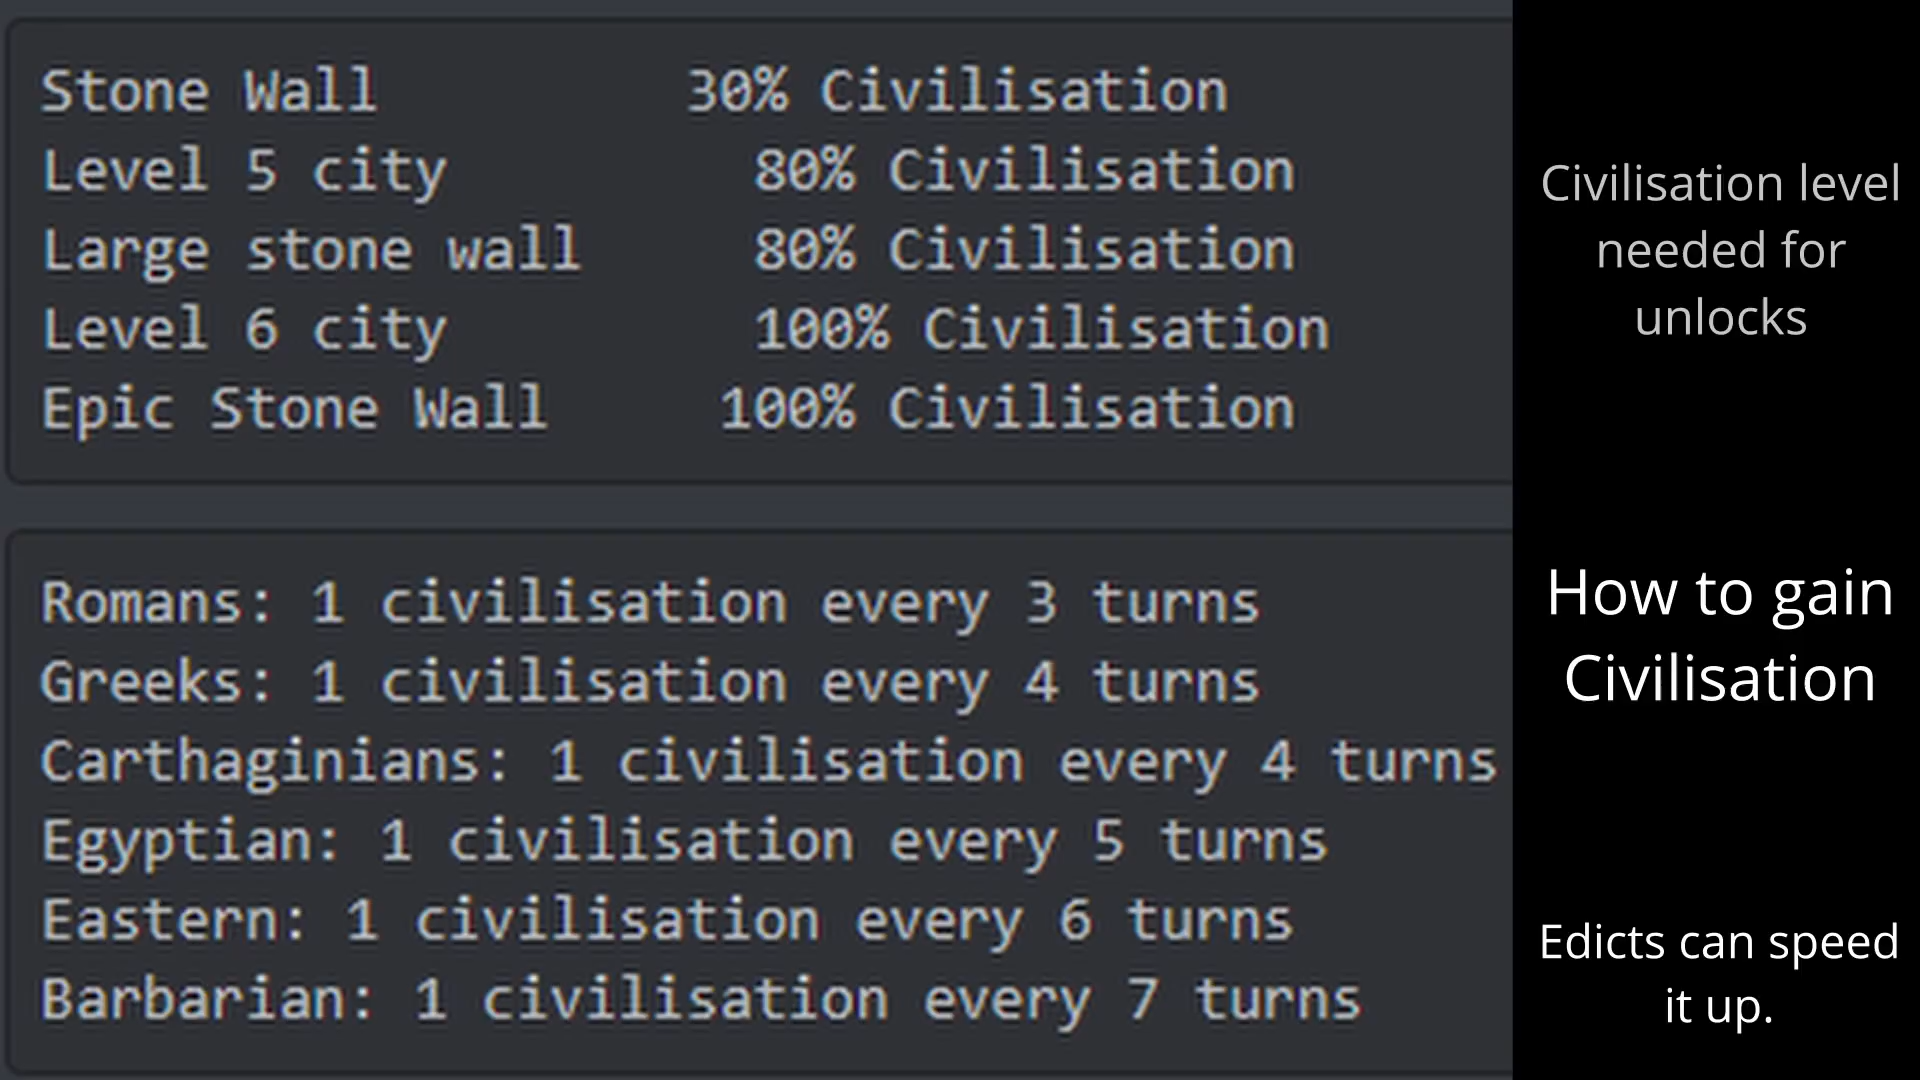 Stone Wall 30% Civilisation
Level 5 city 80% Civilisation
Large stone wall 80% Civilisation
Level 6 city 100% Civilisation
Epic Stone Wall 100% Civilisation
Civilisation level
needed for
unlocks
Romans: 1 civilisation every 3 turns
Greeks: 1 civilisation every 4 turns
Carthaginians: 1 civilisation every 4 turns
Egyptian: 1 civilisation every 5 turns
Eastern: 1 civilisation every 6 turns
Barbarian: 1 civilisation every 7 turns
How to gain
Civilisation
Edicts can speed
it up.